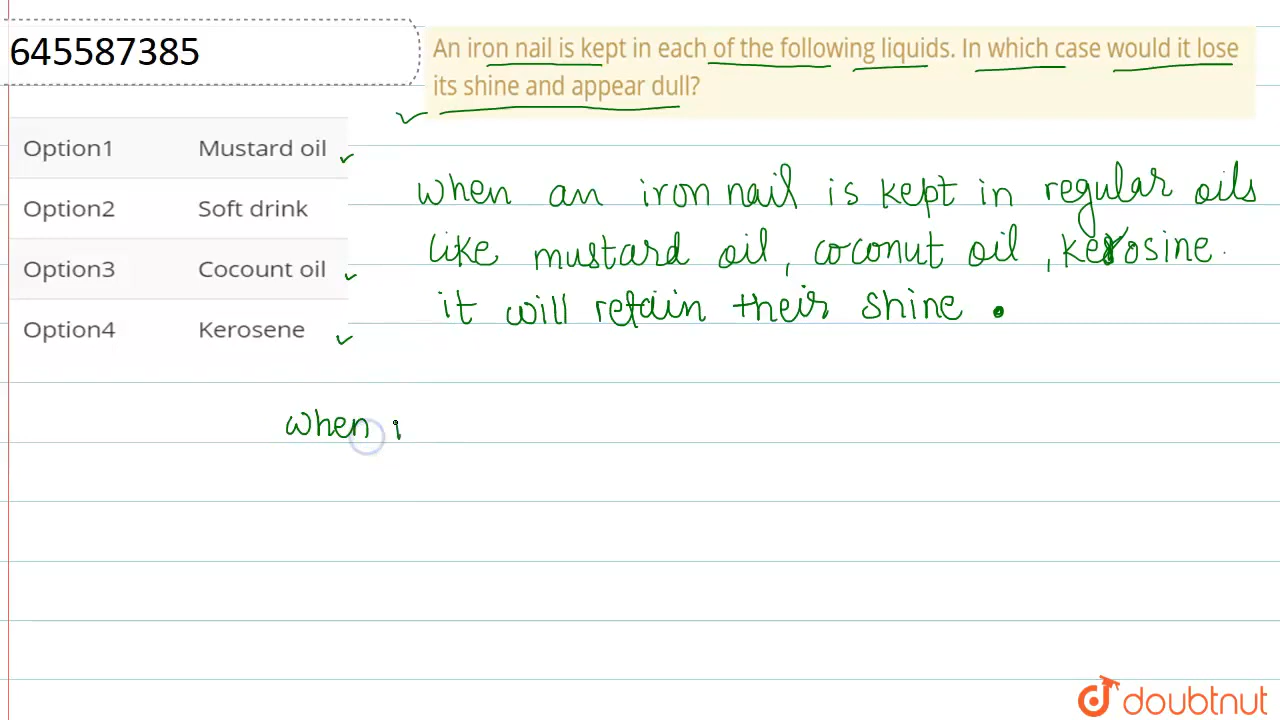 645587385
An iron nail is kept in each of the following liquids. In which case would it lose
its shine and appear dull?
Option1 Mustard oil
Option2 Soft drink
Option3 Cocount oil
Option4 Kerosene
when an iron nail is kept in regular oils
like mustard oil, coconut oil, kerosine.
it will retain their shine.
when i
doubtnut